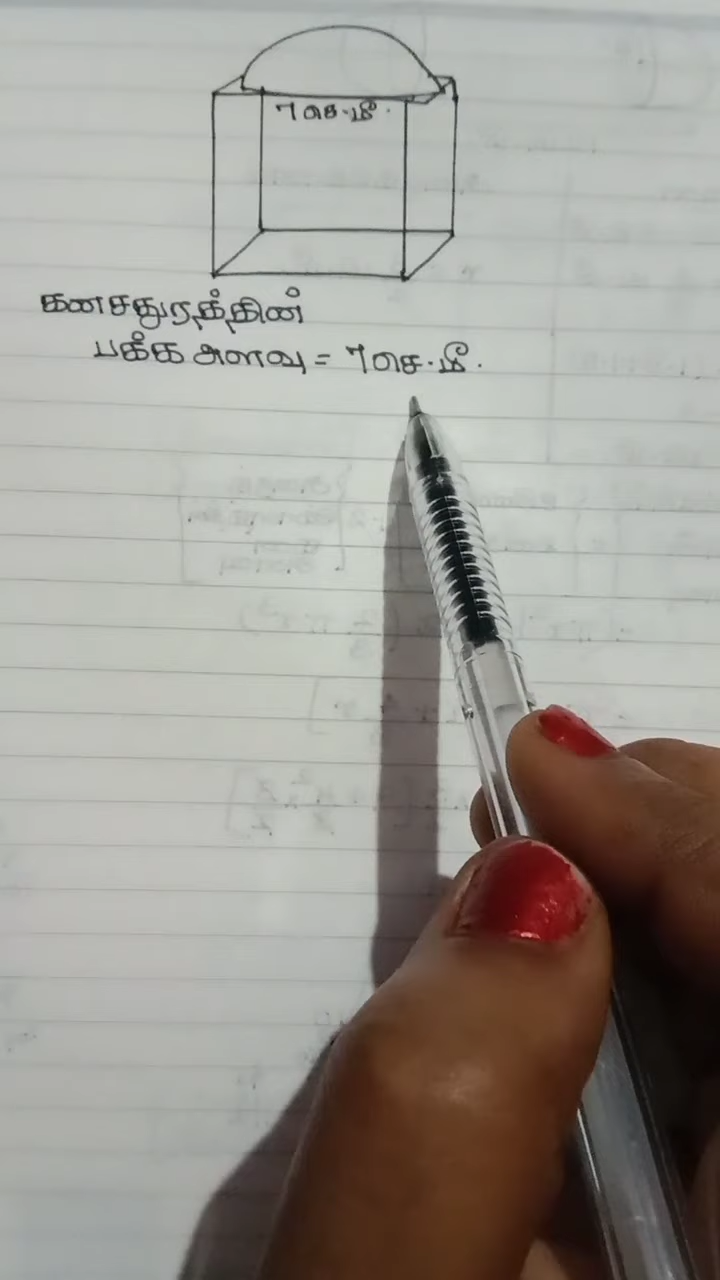 7 செ.மீ.
கனசதுரத்தின்
பக்க அளவு = 7 செ.மீ.